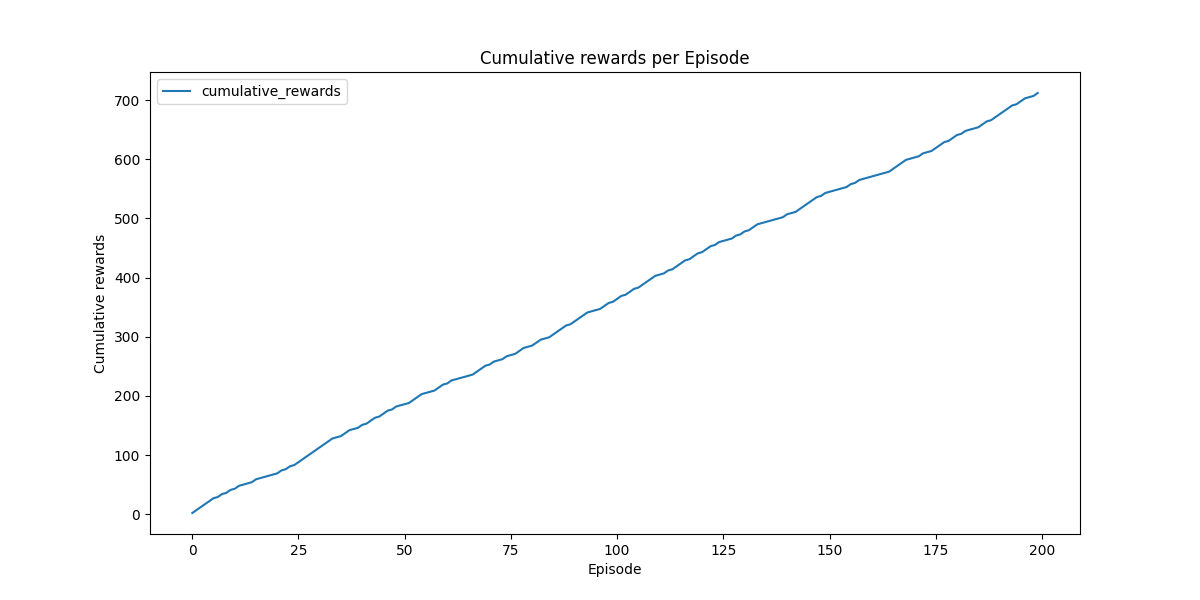 Cumulative rewards per Episode
cumulative_rewards
700
600
500
400
300
200
100
0
Cumulative rewards
0 25 50 75 100 125 150 175 200
Episode